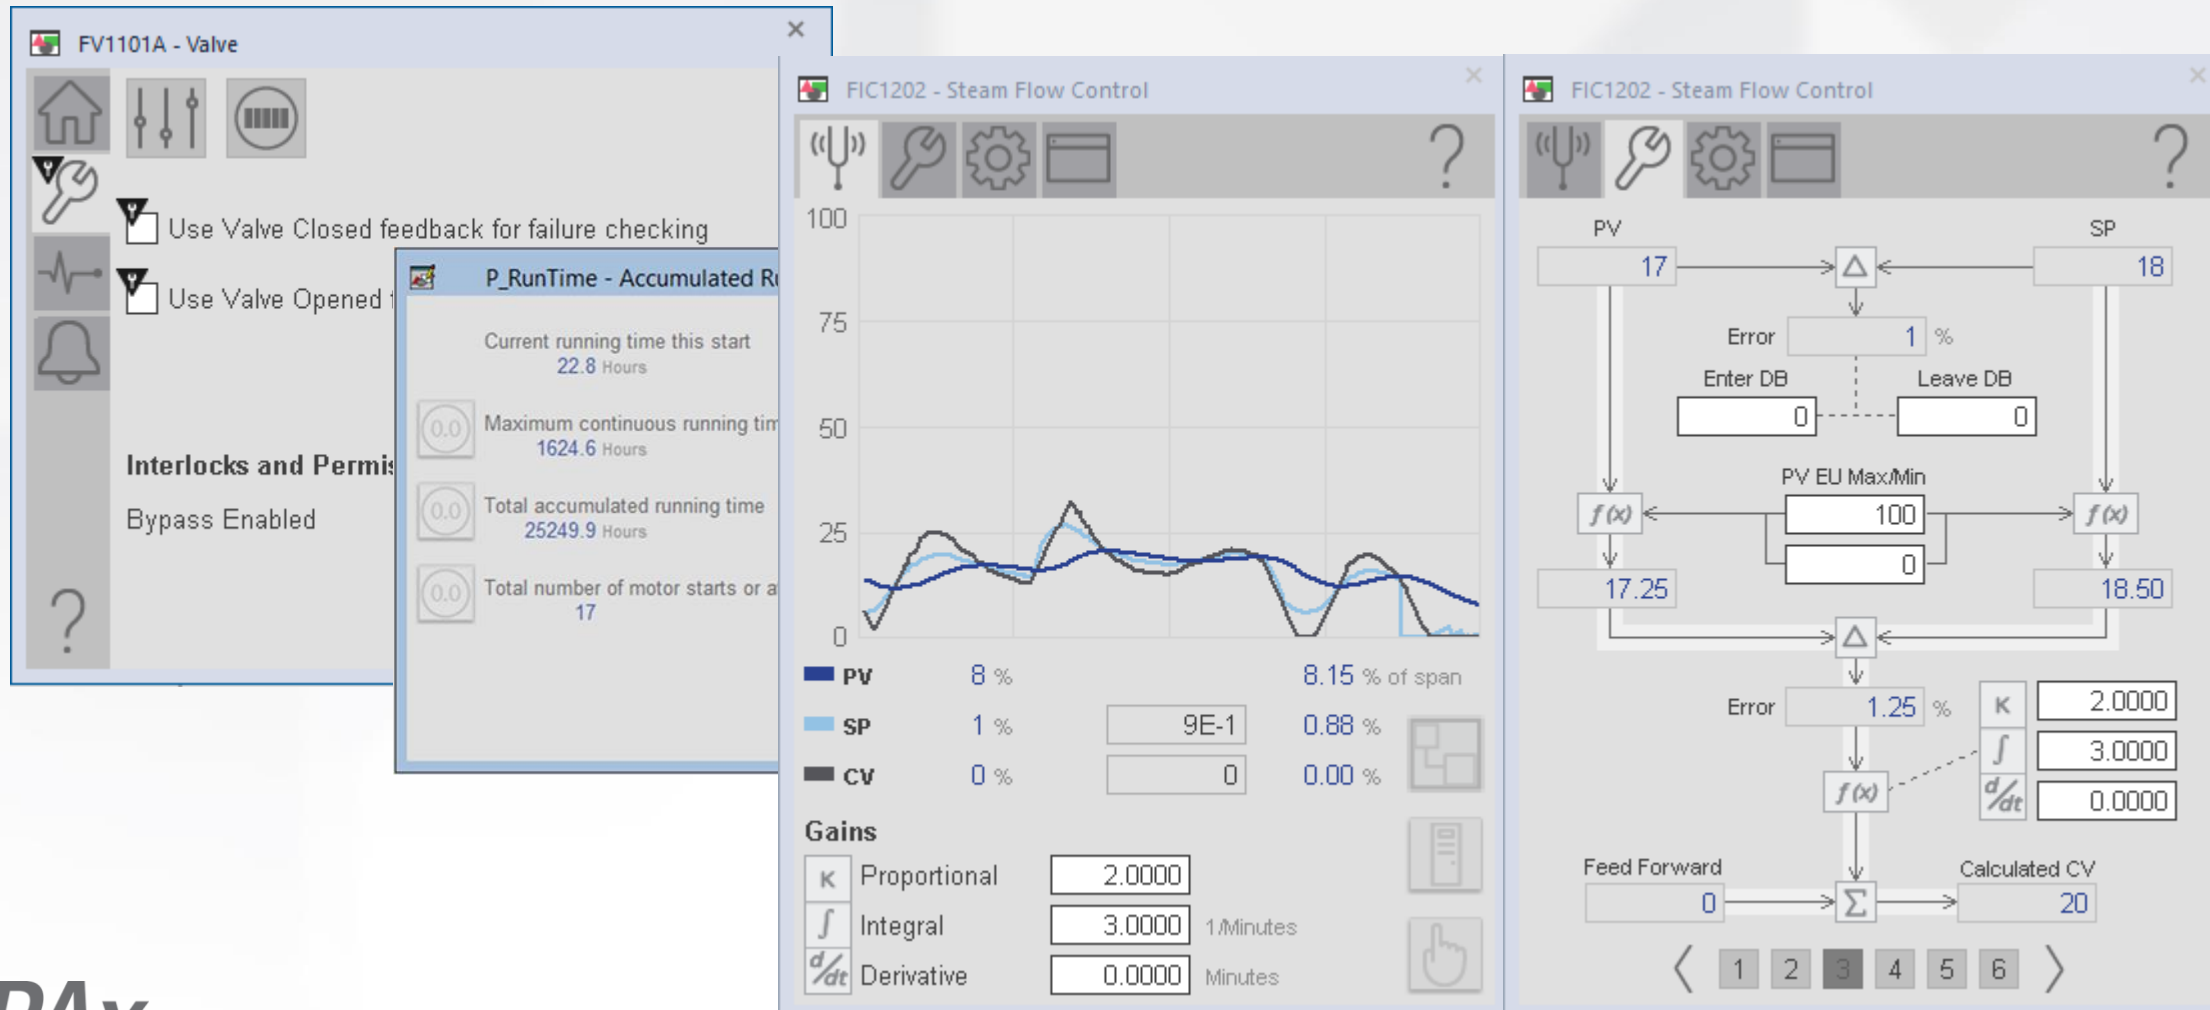 FV1101A - Valve
Use Valve Closed feedback for failure checking
Use Valve Opened
Interlocks and Permis
Bypass Enabled
?
P_RunTime - Accumulated Ru
Current running time this start
22.8 Hours
0.0
Maximum continuous running tim
1624.6 Hours
0.0
Total accumulated running time
25249.9 Hours
0.0
Total number of motor starts or a
17
FIC1202 - Steam Flow Control
?
100
75
50
25
0
PV 8 % 8.15 % of span
SP 1 % 9E-1 0.88 %
CV 0 % 0 0.00 %
Gains
K Proportional 2.0000
∫ Integral 3.0000 1/Minutes
d/dt Derivative 0.0000 Minutes
FIC1202 - Steam Flow Control
?
PV SP
17 Δ 18
Error 1 %
Enter DB Leave DB
0 0
PV EU Max/Min
f(x) 100 f(x)
0
17.25 18.50
Δ
Error 1.25 % K 2.0000
∫ 3.0000
f(x) d/dt 0.0000
Feed Forward Calculated CV
0 Σ 20
1 2 3 4 5 6
PAx